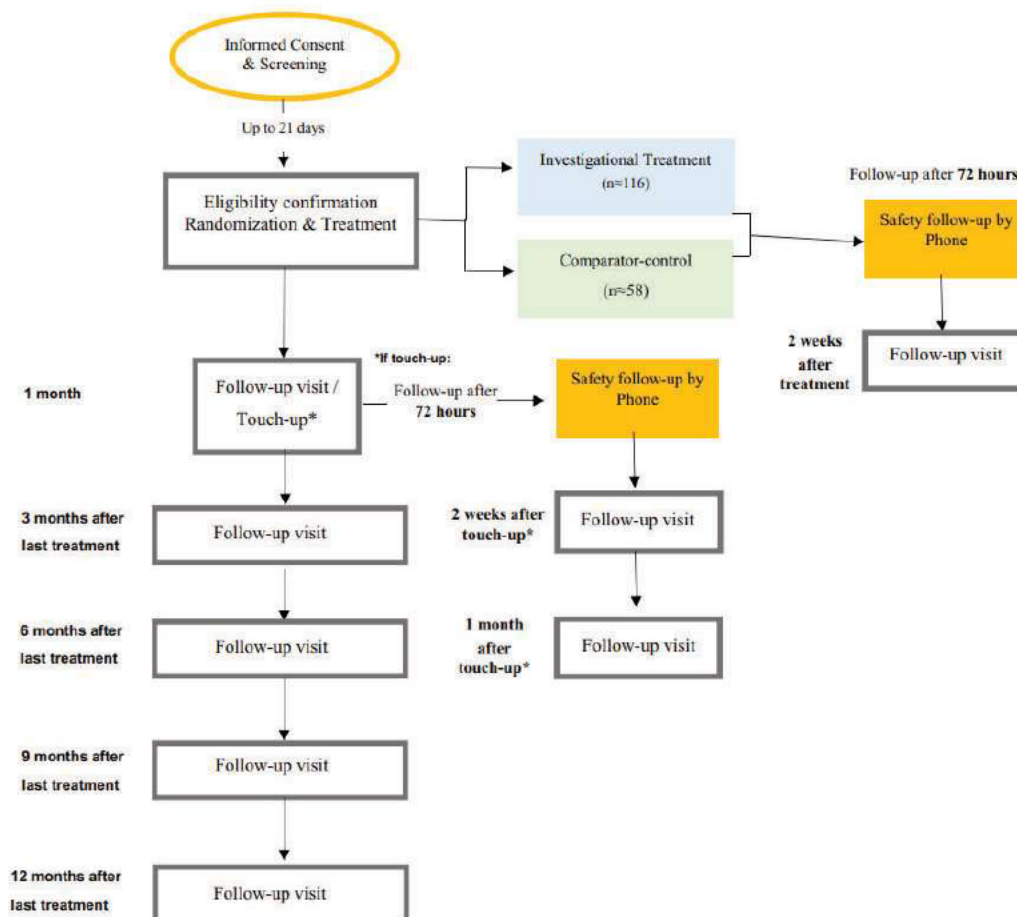 Informed Consent
& Screening
Up to 21 days
Eligibility confirmation
Randomization & Treatment
Investigational Treatment
(n≈116)
Comparator-control
(n≈58)
Follow-up after 72 hours
Safety follow-up by
Phone
2 weeks
after
treatment
Follow-up visit
1 month
Follow-up visit /
Touch-up*
*If touch-up:
Follow-up after
72 hours
Safety follow-up by
Phone
2 weeks after
touch-up*
Follow-up visit
1 month
after
touch-up*
Follow-up visit
3 months after
last treatment
Follow-up visit
6 months after
last treatment
Follow-up visit
9 months after
last treatment
Follow-up visit
12 months after
last treatment
Follow-up visit